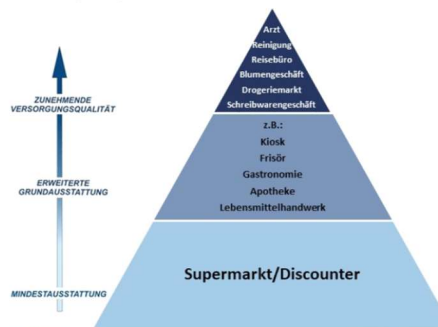 Arzt
Reinigung
Reisebüro
Blumengeschäft
Drogeriemarkt
Schreibwarengeschäft
ZUNEHMENDE
VERSORGUNGSQUALITÄT
z.B.:
Kiosk
Frisör
Gastronomie
Apotheke
Lebensmittelhandwerk
ERWEITERTE
GRUNDAUSSTATTUNG
Supermarkt/Discounter
MINDESTAUSSTATTUNG